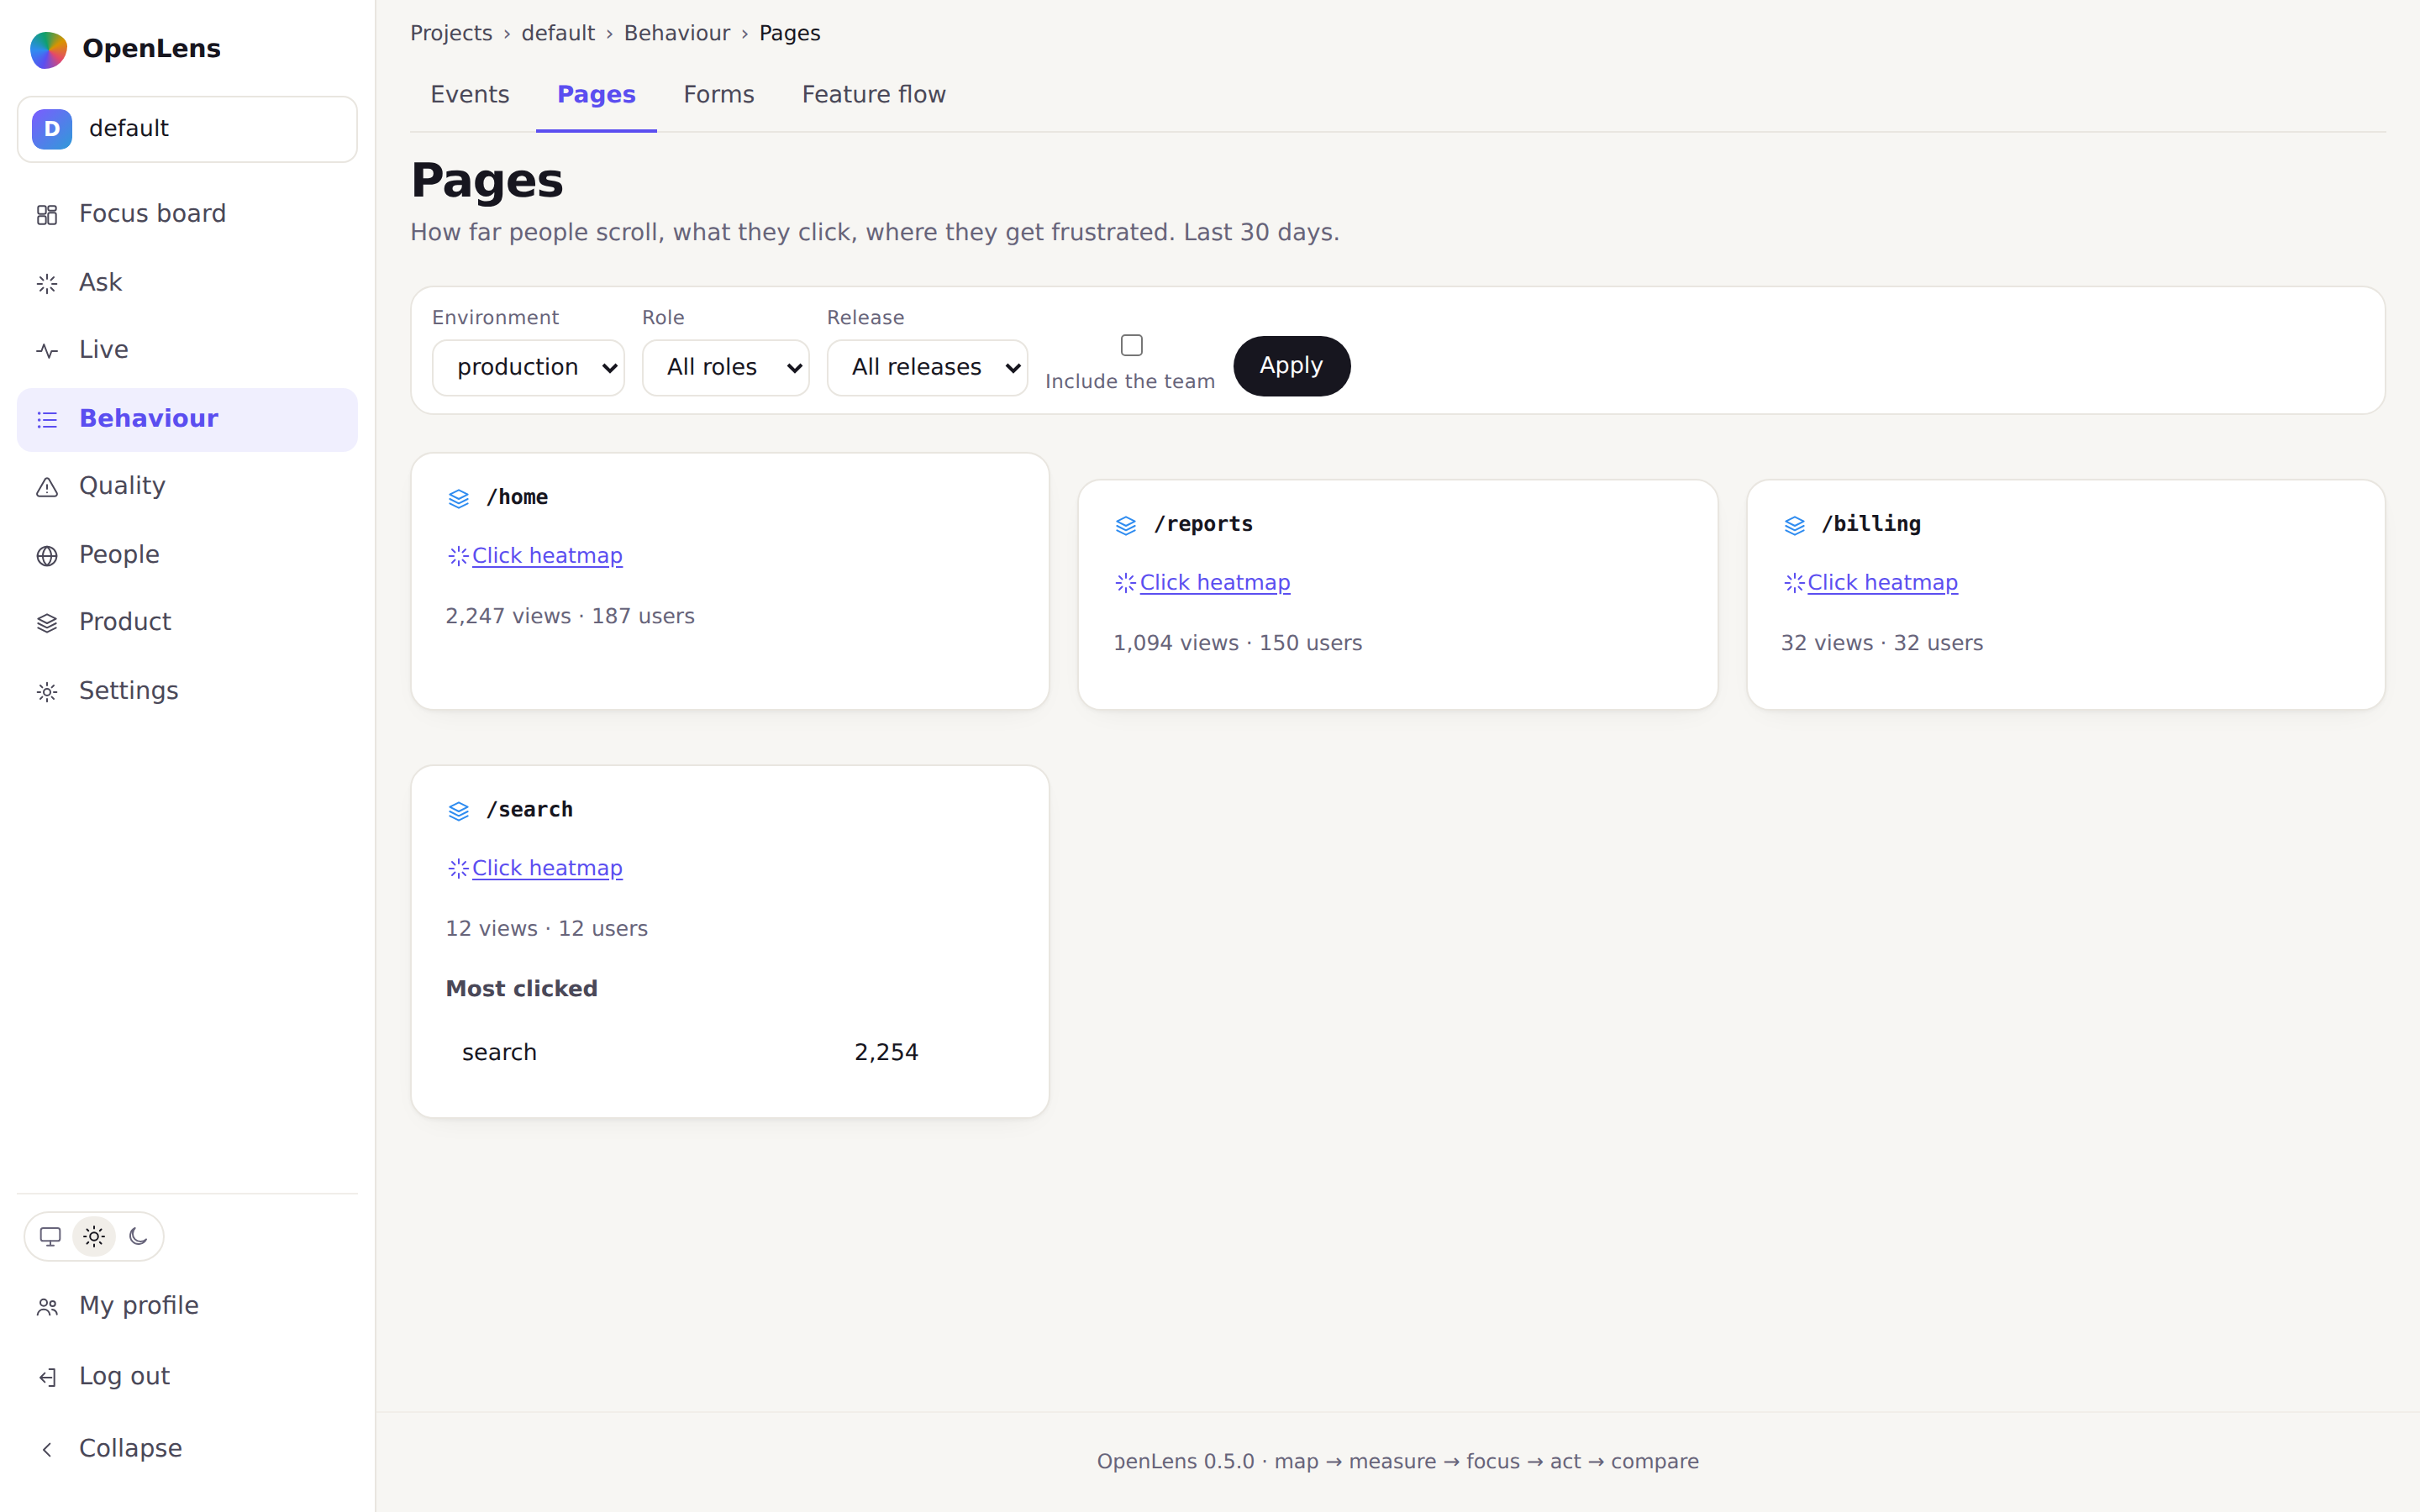 OpenLens
D default
Focus board
Ask
Live
Behaviour
Quality
People
Product
Settings
My profile
Log out
Collapse
Projects › default › Behaviour › Pages
Events Pages Forms Feature flow
Pages
How far people scroll, what they click, where they get frustrated. Last 30 days.
Environment Role Release
production All roles All releases Include the team Apply
/home
Click heatmap
2,247 views · 187 users
/reports
Click heatmap
1,094 views · 150 users
/billing
Click heatmap
32 views · 32 users
/search
Click heatmap
12 views · 12 users
Most clicked
search 2,254
OpenLens 0.5.0 · map → measure → focus → act → compare